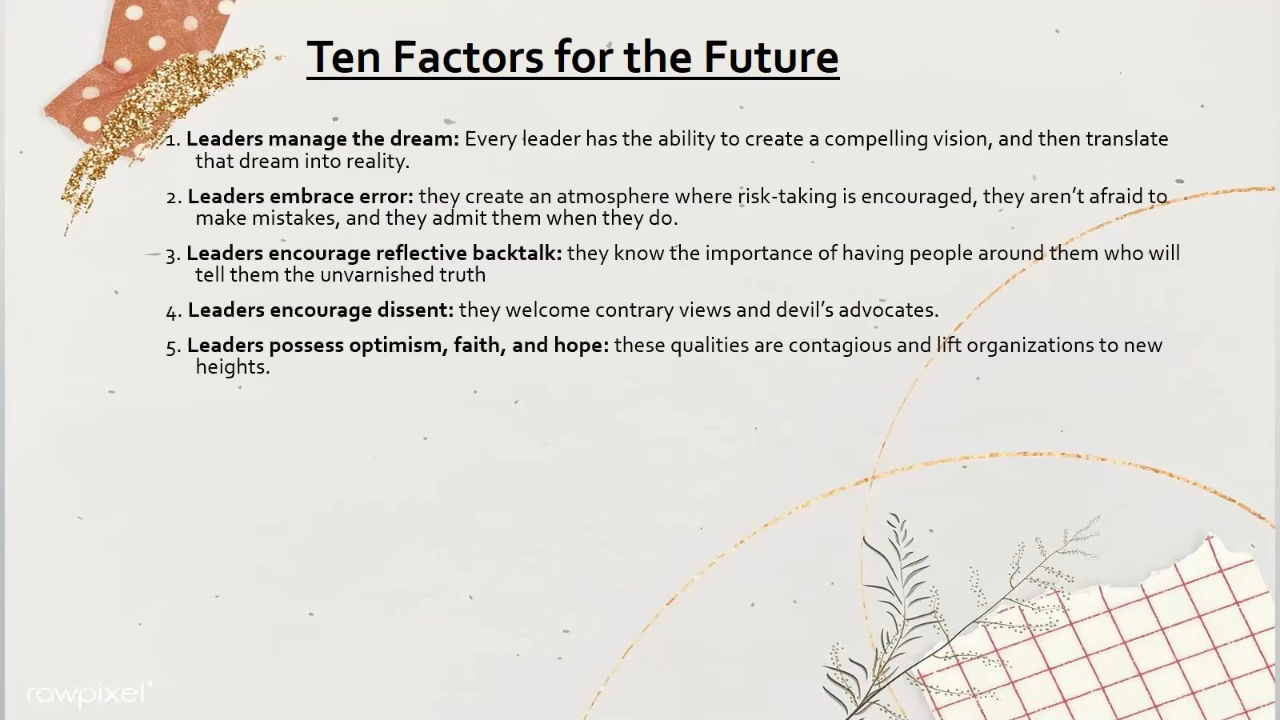 Ten Factors for the Future
1. Leaders manage the dream: Every leader has the ability to create a compelling vision, and then translate
that dream into reality.
2. Leaders embrace error: they create an atmosphere where risk-taking is encouraged, they aren’t afraid to
make mistakes, and they admit them when they do.
3. Leaders encourage reflective backtalk: they know the importance of having people around them who will
tell them the unvarnished truth
4. Leaders encourage dissent: they welcome contrary views and devil’s advocates.
5. Leaders possess optimism, faith, and hope: these qualities are contagious and lift organizations to new
heights.
rawpixel